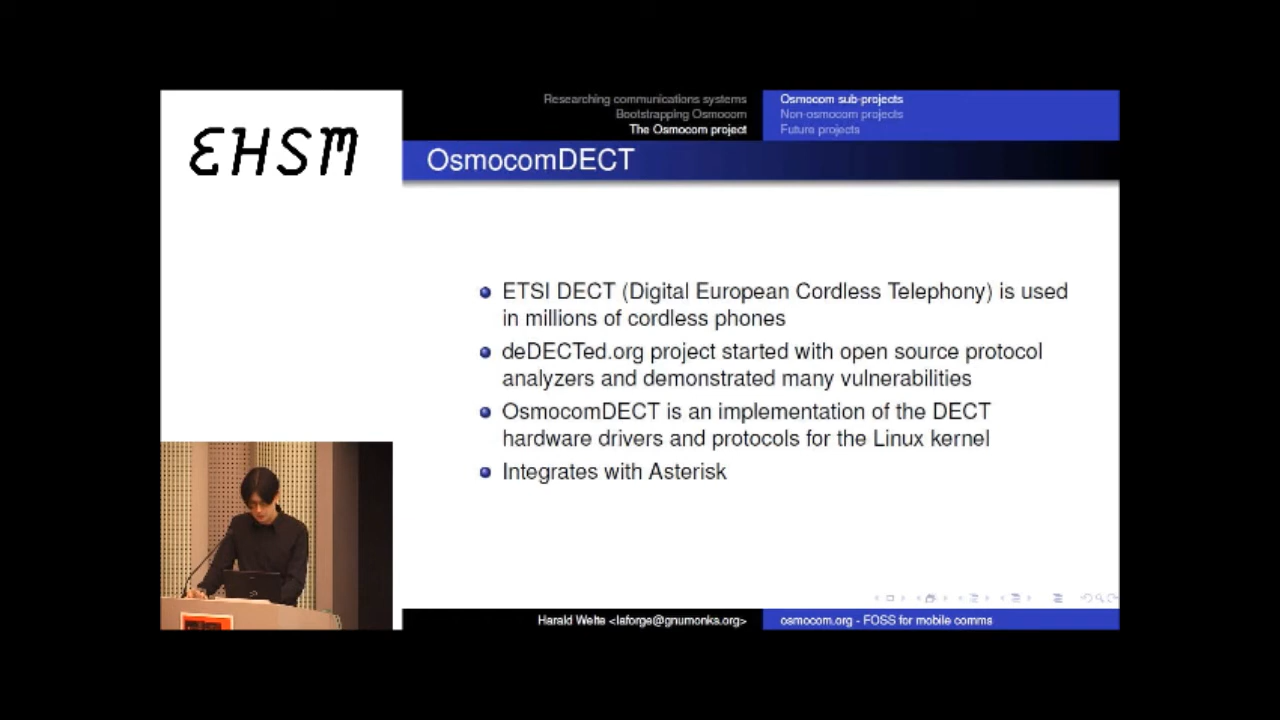 EHSM
Researching communications systems
Bootstrapping Osmocom
The Osmocom project
Osmocom sub-projects
Non-osmocom projects
Future projects
OsmocomDECT
ETSI DECT (Digital European Cordless Telephony) is used
in millions of cordless phones
deDECTed.org project started with open source protocol
analyzers and demonstrated many vulnerabilities
OsmocomDECT is an implementation of the DECT
hardware drivers and protocols for the Linux kernel
Integrates with Asterisk
Harald Welte <laforge@gnumonks.org>
osmocom.org - FOSS for mobile comms